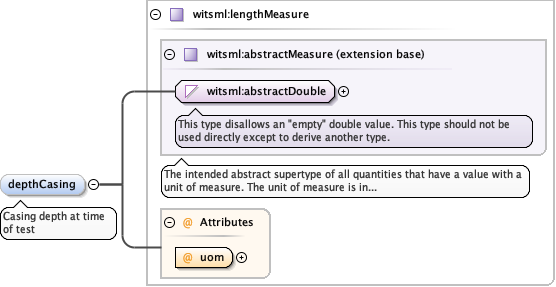 witsml:lengthMeasure
witsml:abstractMeasure (extension base)
witsml:abstractDouble
This type disallows an "empty" double value. This type should not be
used directly except to derive another type.
The intended abstract supertype of all quantities that have a value with a
unit of measure. The unit of measure is in...
depthCasing
Casing depth at time
of test
@ Attributes
@ uom